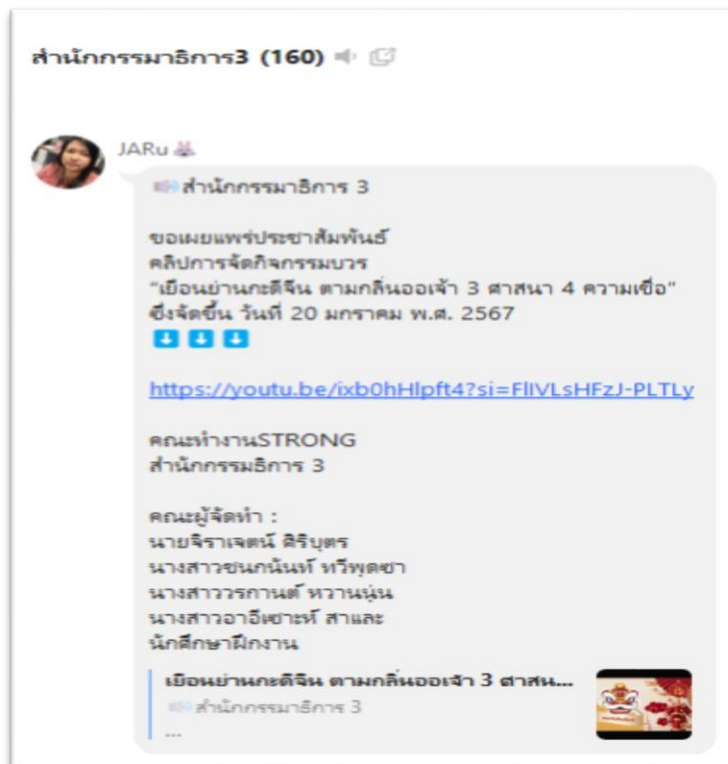 สำนักกรรมาธิการ3 (160)
JARu
สำนักกรรมาธิการ 3
ขอเผยแพร่ประชาสัมพันธ์
คลิปการจัดกิจกรรมบวร
"เยือนย่านกะดีจีน ตามกลิ่นออเจ้า 3 ศาสนา 4 ความเชื่อ"
ซึ่งจัดขึ้น วันที่ 20 มกราคม พ.ศ. 2567
https://youtu.be/ixb0hHlpft4?si=FlIVLsHFzJ-PLTLy
คณะทำงานSTRONG
สำนักกรรมธิการ 3
คณะผู้จัดทำ :
นายจิราเจตน์ ศิริบุตร
นางสาวชนกนันท์ ทวีพุดซา
นางสาววรกานต์ หวานนุ่น
นางสาวอาอีเซาะห์ สาและ
นักศึกษาฝึกงาน
เยือนย่านกะดีจีน ตามกลิ่นออเจ้า 3 ศาสน...
สำนักกรรมาธิการ 3
...